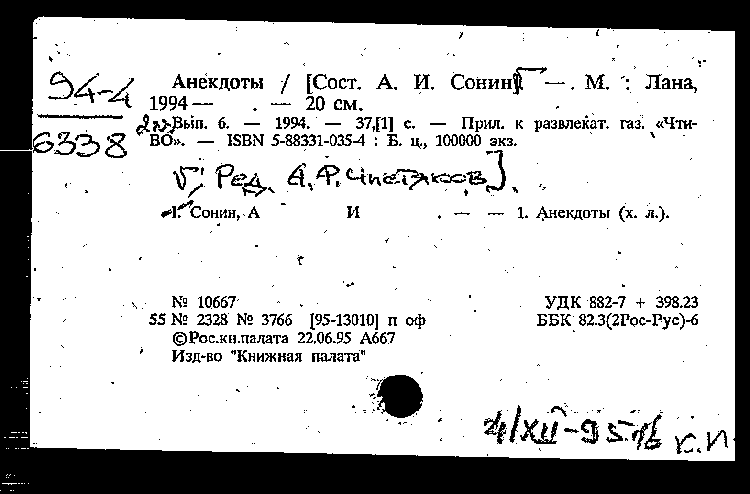 94-4
6338
Анекдоты / [Сост. А. И. Сонин] — . М. : Лана,
1994— . — 20 см.
2 экз Вып. 6. — 1994. — 37,[1] с. — Прил. к развлекат. газ. «Чти-
ВО». — ISBN 5-88331-035-4 : Б. ц., 100000 экз.
; Ред. А. Ф. Чистяков].
1. Сонин, А И . — — 1. Анекдоты (х. л.).
№ 10667 УДК 882-7 + 398.23
55 № 2328 № 3766 [95-13010] п оф ББК 82.3(2Рос-Рус)-6
©Рос.кн.палата 22.06.95 А667
Изд-во "Книжная палата"
4/XII-95 К.И